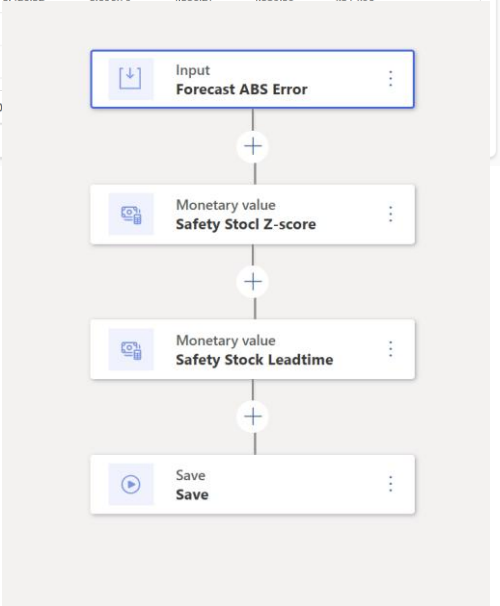 Input
Forecast ABS Error
Monetary value
Safety Stocl Z-score
Monetary value
Safety Stock Leadtime
Save
Save